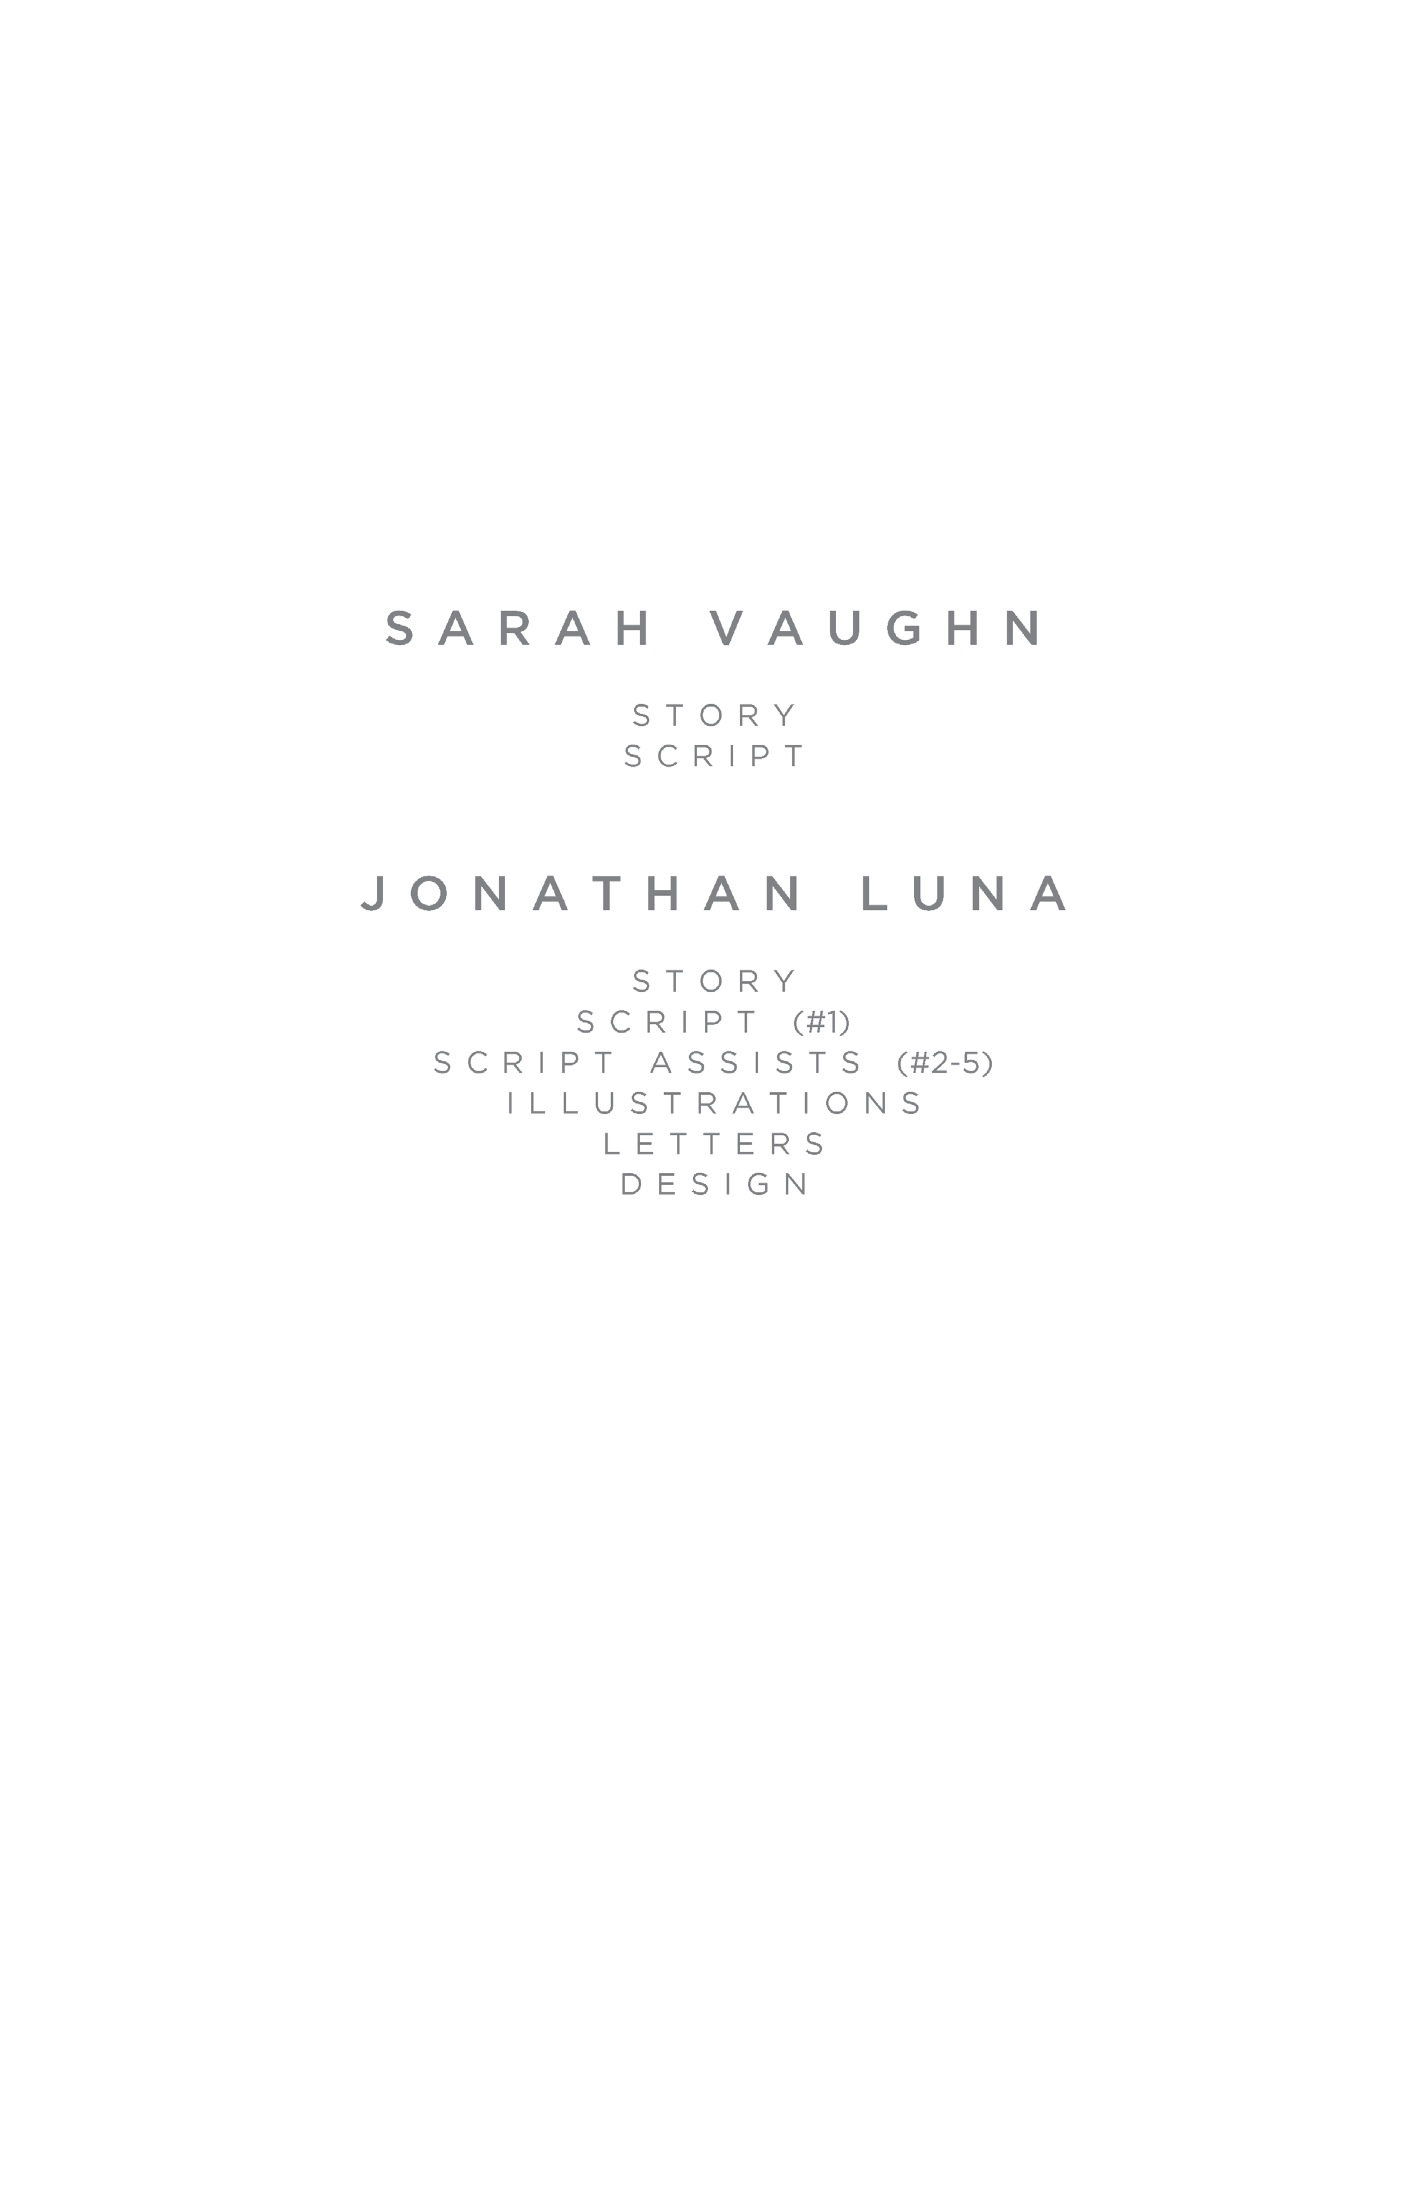 SARAH VAUGHN
STORY
SCRIPT
JONATHAN LUNA
STORY
SCRIPT (#1)
SCRIPT ASSISTS (#2-5)
ILLUSTRATIONS
LETTERS
DESIGN